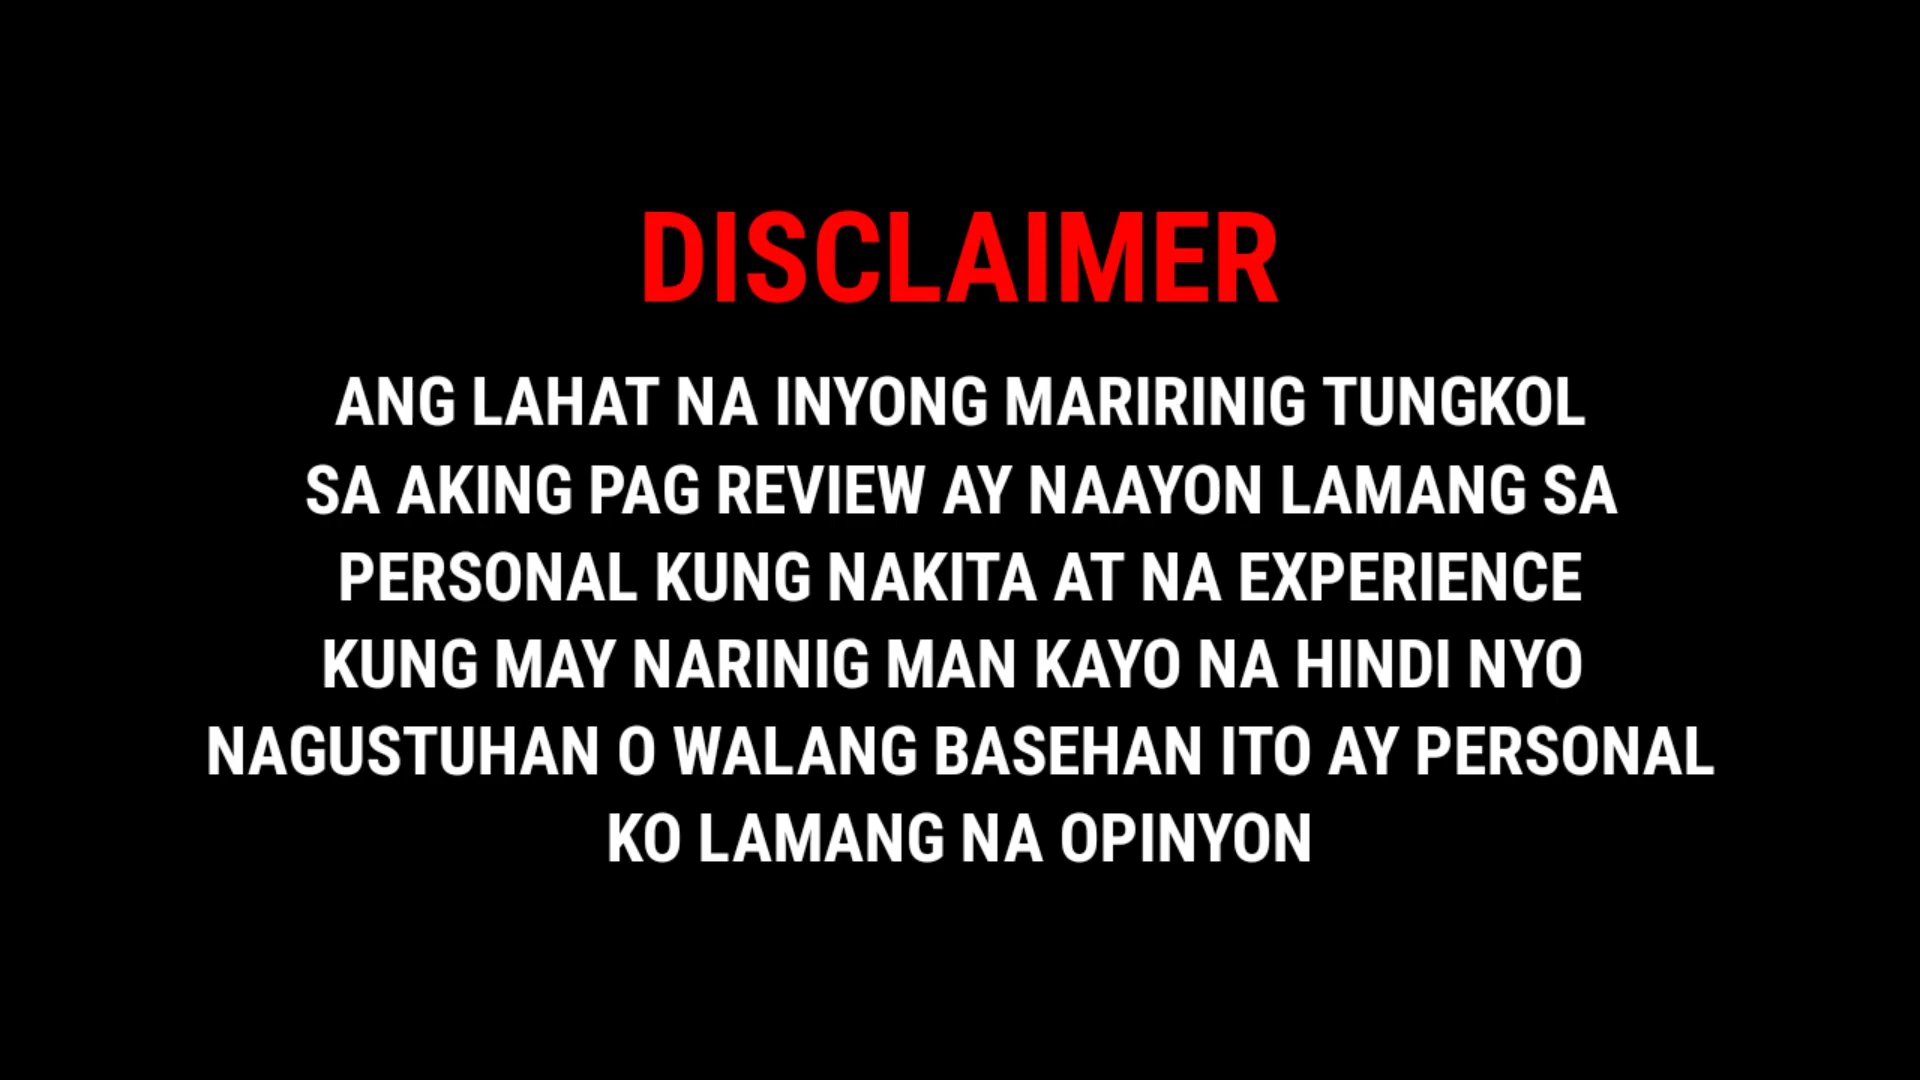 DISCLAIMER
ANG LAHAT NA INYONG MARIRINIG TUNGKOL
SA AKING PAG REVIEW AY NAAYON LAMANG SA
PERSONAL KUNG NAKITA AT NA EXPERIENCE
KUNG MAY NARINIG MAN KAYO NA HINDI NYO
NAGUSTUHAN O WALANG BASEHAN ITO AY PERSONAL
KO LAMANG NA OPINYON